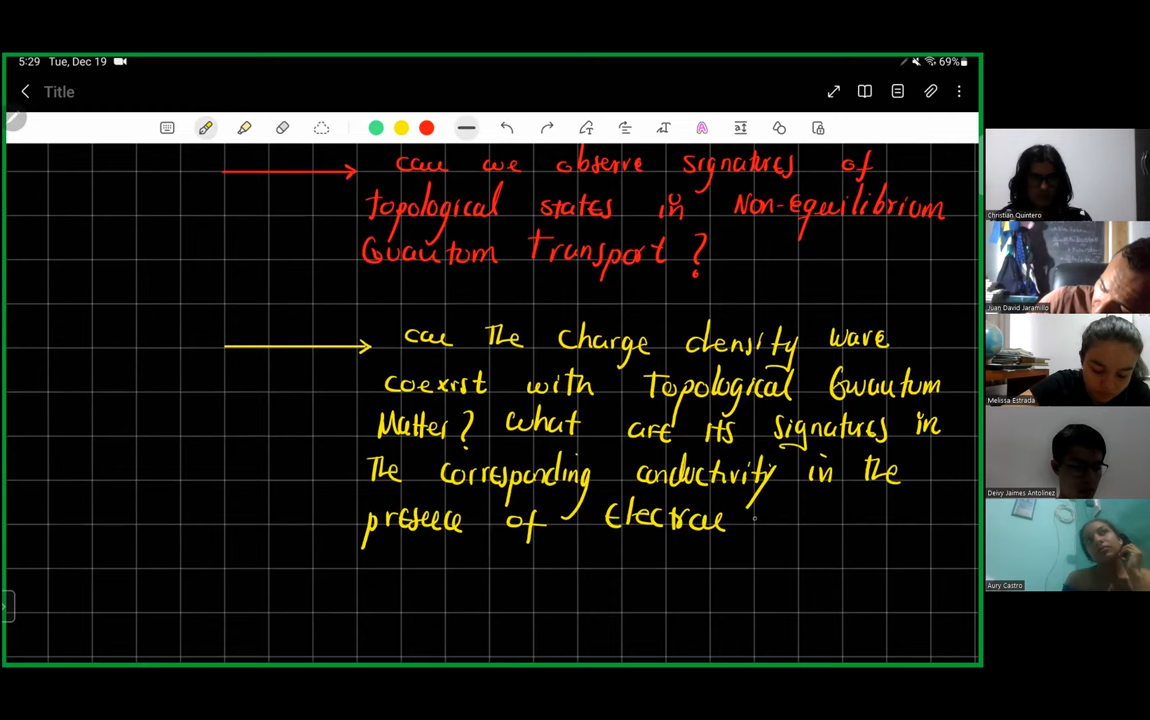 5:29 Tue, Dec 19 69%
Title
can we observe signatures of
topological states in Non-Equilibrium
Quantum Transport?
can the charge density wave
coexist with Topological Quantum
Matter? What are its signatures in
The corresponding conductivity in the
presence of Electron
Christian Quintero
Juan David Jaramillo
Melissa Estrada
Deivy Jaimes Antolinez
Aury Castro